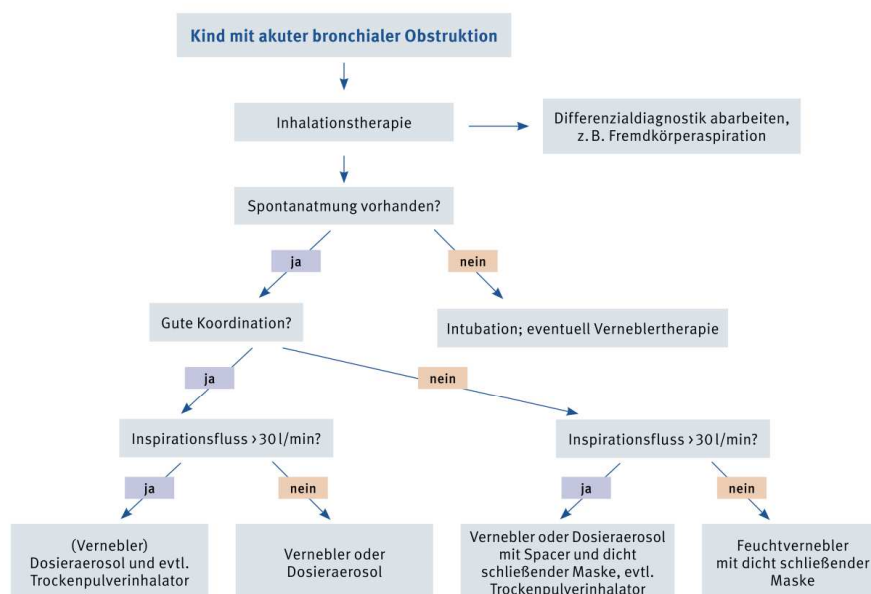 Kind mit akuter bronchialer Obstruktion
Inhalationstherapie
Differenzialdiagnostik abarbeiten,
z. B. Fremdkörperaspiration
Spontanatmung vorhanden?
ja
nein
Gute Koordination?
Intubation; eventuell Verneblertherapie
ja
nein
Inspirationsfluss > 30 l/min?
Inspirationsfluss > 30 l/min?
ja
nein
ja
nein
(Vernebler)
Dosieraerosol und evtl.
Trockenpulverinhalator
Vernebler oder
Dosieraerosol
Vernebler oder Dosieraerosol
mit Spacer und dicht
schließender Maske, evtl.
Trockenpulverinhalator
Feuchtvernebler
mit dicht schließender
Maske